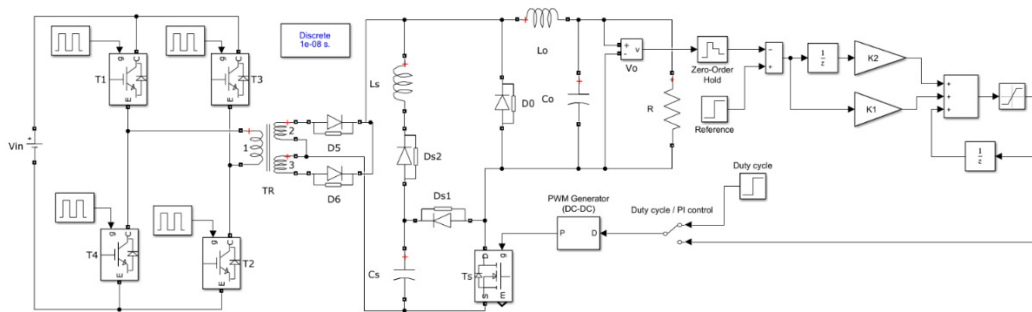 Discrete
1e-08 s.
g
C
T1
E
g
C
T3
E
Vin
+
g
C
T4
E
g
C
T2
E
1
2
3
TR
D5
D6
Ls
Ds2
Ds1
Cs
D0
Lo
Co
R
+
-
v
Vo
Zero-Order
Hold
Reference
-
+
1
z
K2
K1
+
+
+
1
z
Duty cycle
PWM Generator
(DC-DC)
P
D
Duty cycle / PI control
Ts
D
g
S
m